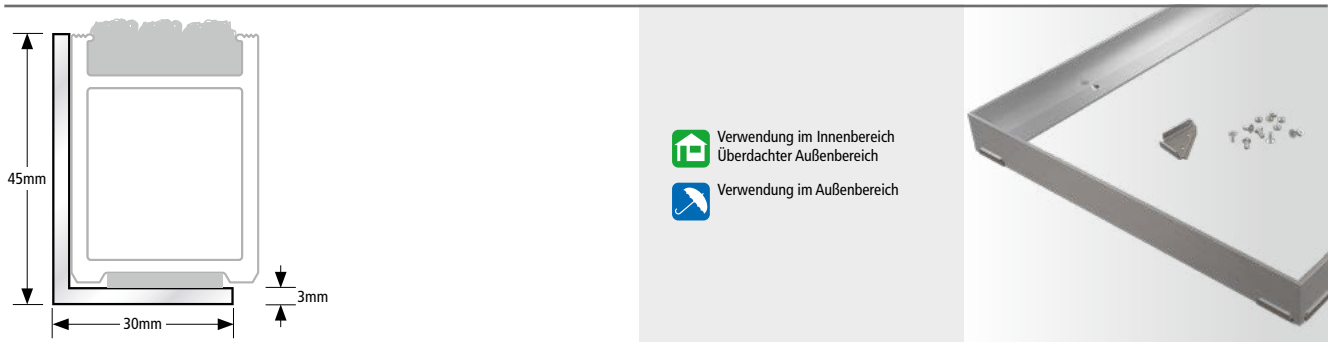 45mm
30mm
3mm
Verwendung im Innenbereich
Überdachter Außenbereich
Verwendung im Außenbereich